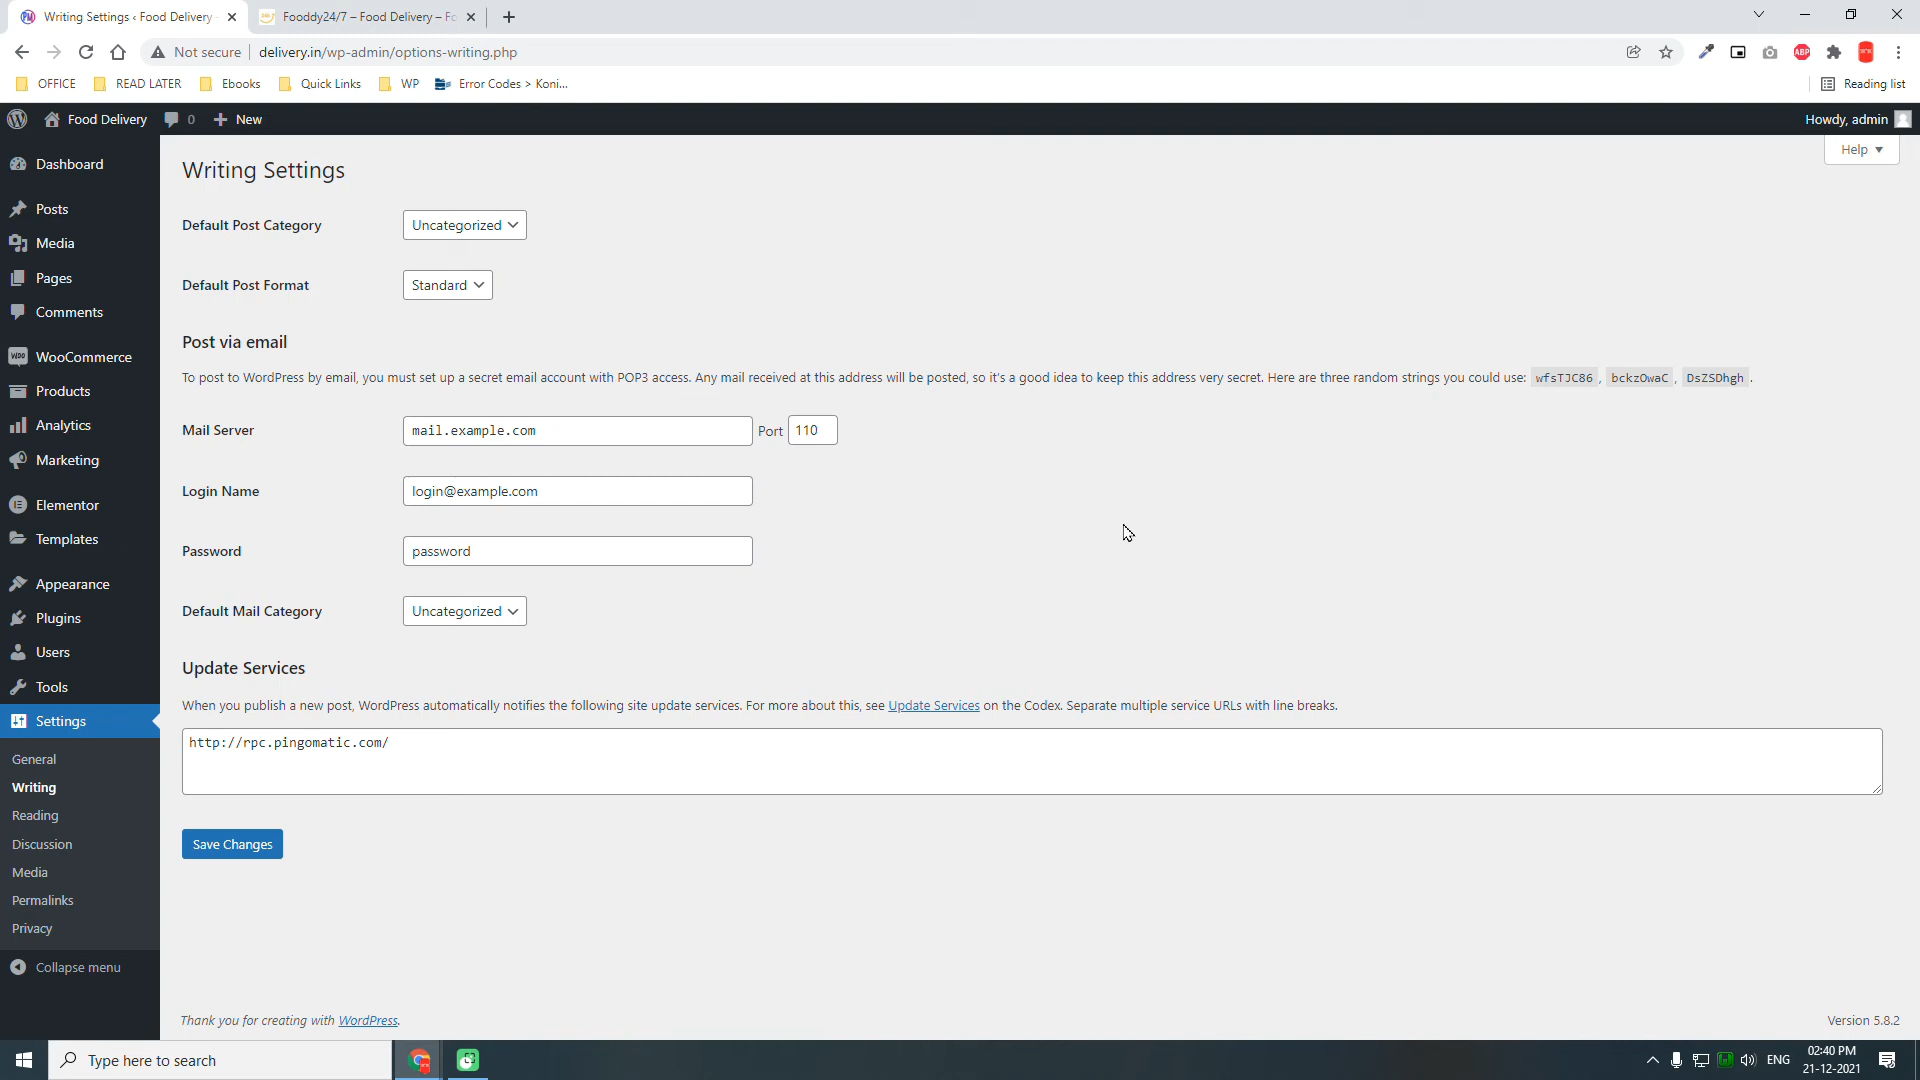 Writing Settings ‹ Food Delivery
Fooddy24/7 – Food Delivery – Fo
Not secure
delivery.in/wp-admin/options-writing.php
ABP
OFFICE
READ LATER
Ebooks
Quick Links
WP
Error Codes > Koni...
Reading list
Food Delivery
0
New
Howdy, admin
Help
Dashboard
Posts
Media
Pages
Comments
WooCommerce
Products
Analytics
Marketing
Elementor
Templates
Appearance
Plugins
Users
Tools
Settings
General
Writing
Reading
Discussion
Media
Permalinks
Privacy
Collapse menu
Writing Settings
Default Post Category
Uncategorized
Default Post Format
Standard
Post via email
To post to WordPress by email, you must set up a secret email account with POP3 access. Any mail received at this address will be posted, so it's a good idea to keep this address very secret. Here are three random strings you could use: wfsTJC86 , bckzOwaC , DsZSDhgh .
Mail Server
mail.example.com
Port
110
Login Name
login@example.com
Password
password
Default Mail Category
Uncategorized
Update Services
When you publish a new post, WordPress automatically notifies the following site update services. For more about this, see Update Services on the Codex. Separate multiple service URLs with line breaks.
http://rpc.pingomatic.com/
Save Changes
Thank you for creating with WordPress.
Version 5.8.2
Type here to search
ENG
02:40 PM
21-12-2021